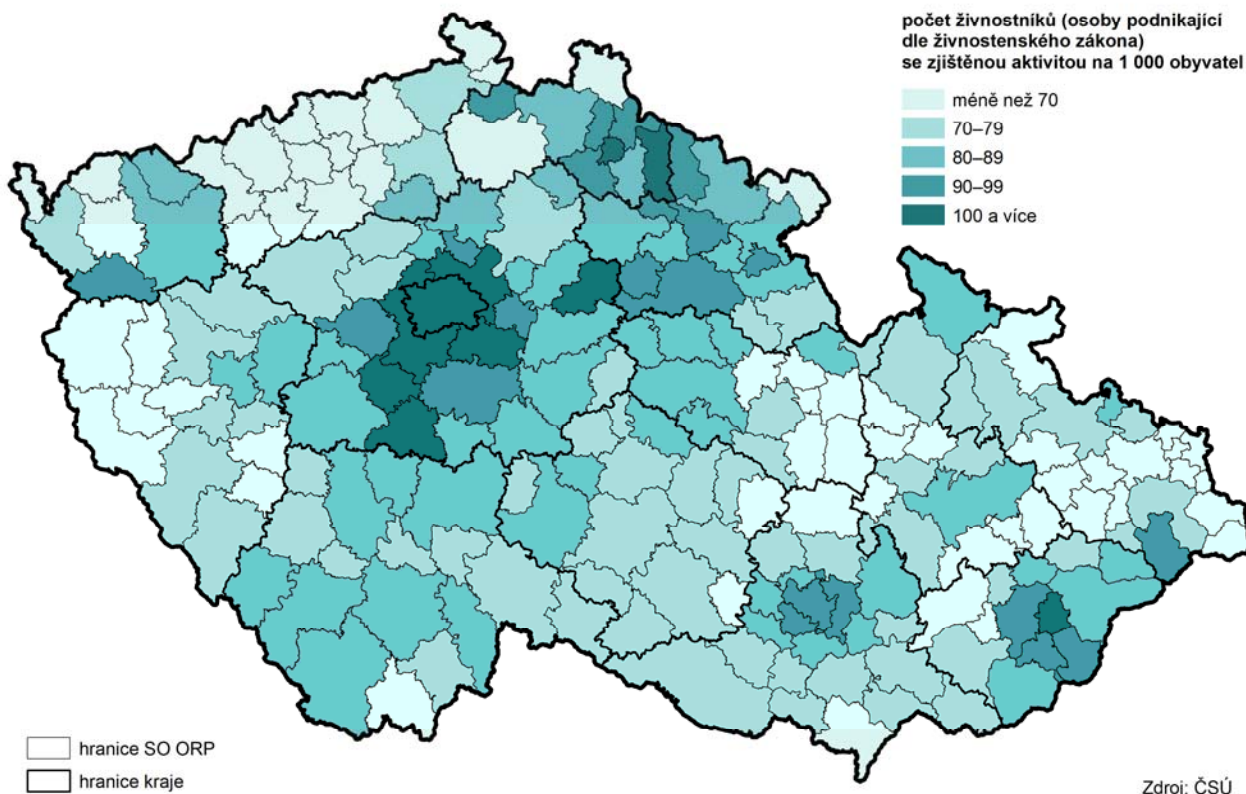 počet živnostníků (osoby podnikající
dle živnostenského zákona)
se zjištěnou aktivitou na 1 000 obyvatel
méně než 70
70–79
80–89
90–99
100 a více
hranice SO ORP
hranice kraje
Zdroj: ČSÚ